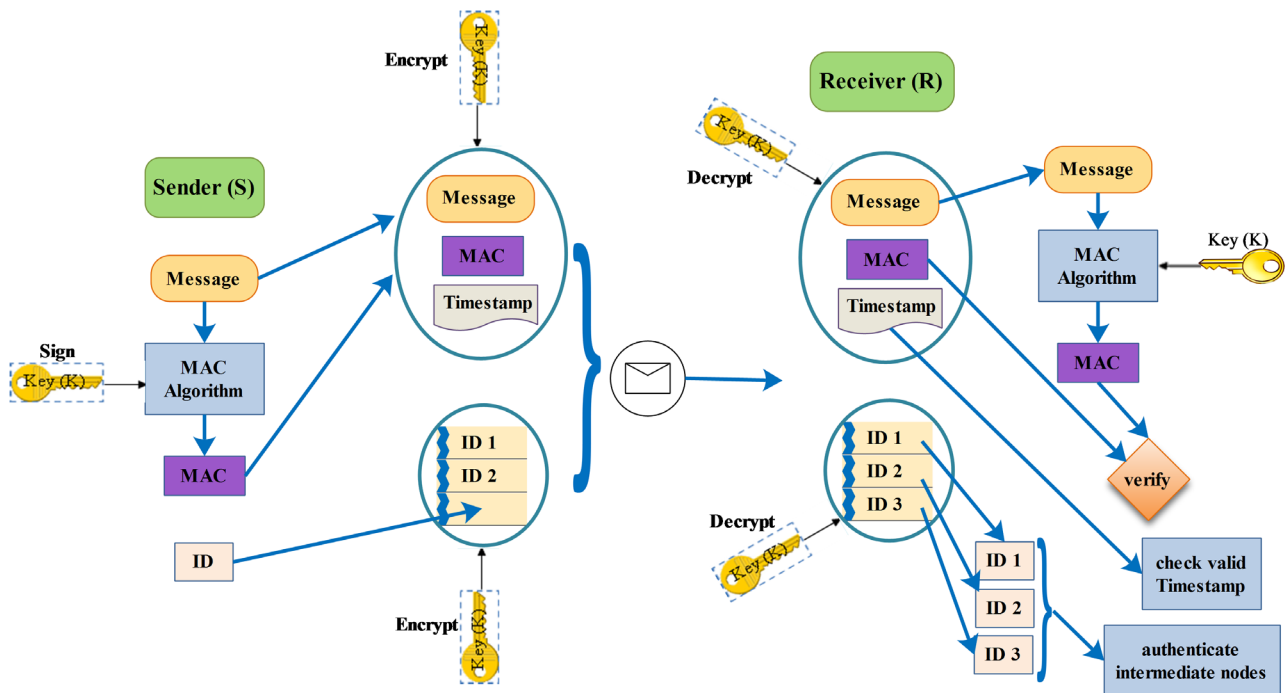 Sender (S)
Message
Sign
Key (K)
MAC
Algorithm
MAC
ID
Encrypt
Key (K)
Message
MAC
Timestamp
ID 1
ID 2
Encrypt
Key (K)
Receiver (R)
Key (K)
Decrypt
Message
MAC
Timestamp
Message
MAC
Algorithm
Key (K)
MAC
verify
ID 1
ID 2
ID 3
Decrypt
Key (K)
ID 1
ID 2
ID 3
check valid
Timestamp
authenticate
intermediate nodes